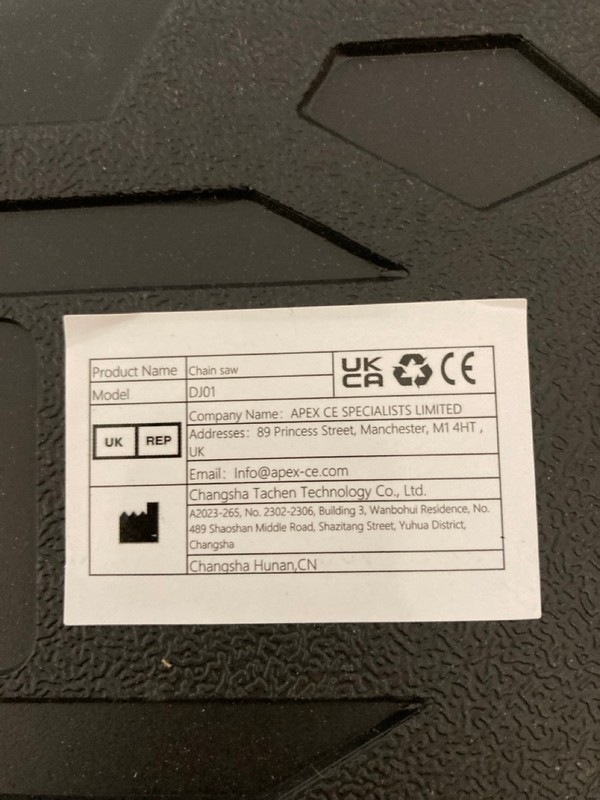 Product Name
Chain saw
UK
CA
CE
Model
DJ01
UK REP
Company Name: APEX CE SPECIALISTS LIMITED
Addresses: 89 Princess Street, Manchester, M1 4HT ,
UK
Email: Info@apex-ce.com
Changsha Tachen Technology Co., Ltd.
A2023-265, No. 2302-2306, Building 3, Wanbohui Residence, No.
489 Shaoshan Middle Road, Shazitang Street, Yuhua District,
Changsha
Changsha Hunan,CN